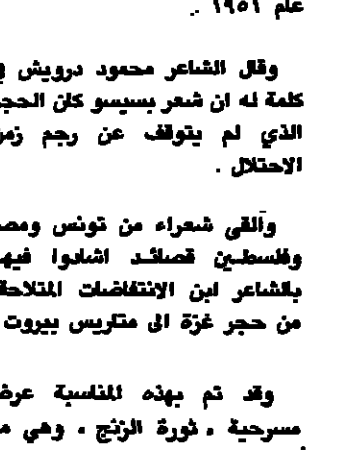 عام ١٩٥٦ .
وقال الشاعر محمود درويش في
كلمة له ان شعر بسيسو كان الحجر
الذي لم يتوقف عن رجم زمن
الاحتلال .
وألقى شعراء من تونس ومصر
وفلسطين قصائد اشادوا فيها
بالشاعر ابن الانتفاضات المتلاحقة
من حجر غزة الى متاريس بيروت
وقد تم بهذه المناسبة عرض
مسرحية « ثورة الزنج » وهي